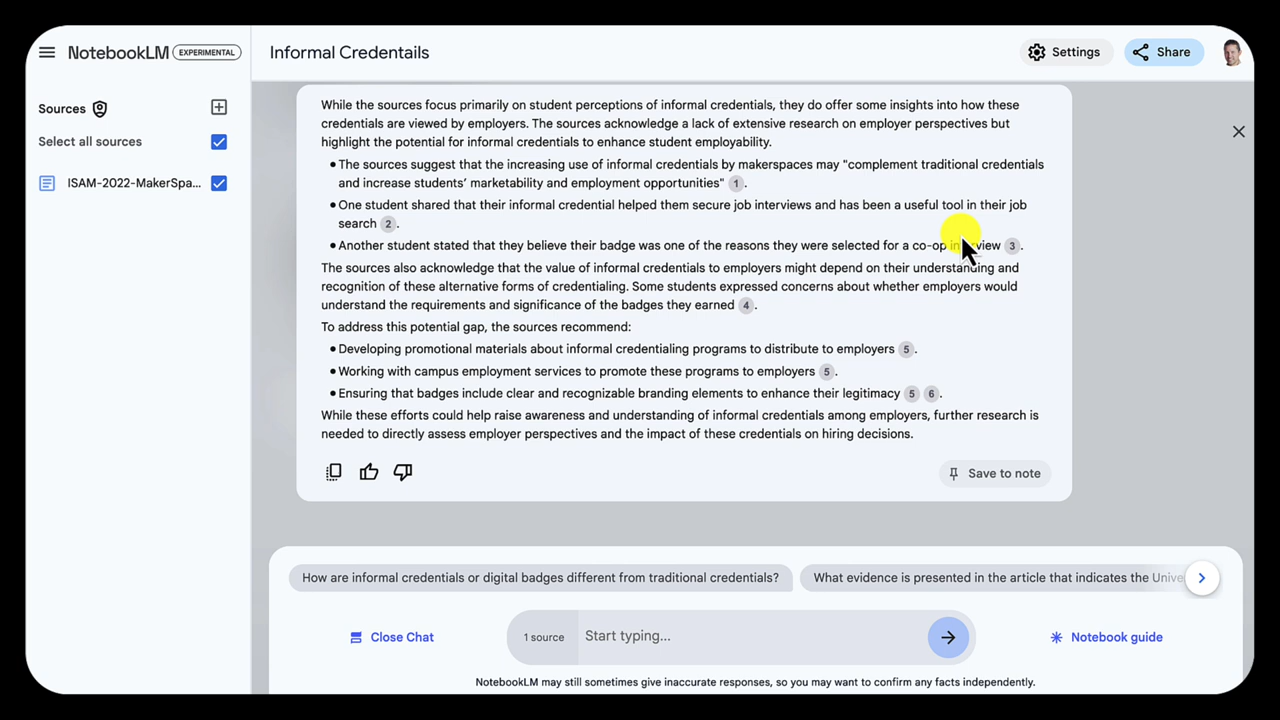 NotebookLM EXPERIMENTAL
Informal Credentails
Settings
Share
Sources
Select all sources
ISAM-2022-MakerSpa...
While the sources focus primarily on student perceptions of informal credentials, they do offer some insights into how these
credentials are viewed by employers. The sources acknowledge a lack of extensive research on employer perspectives but
highlight the potential for informal credentials to enhance student employability.
• The sources suggest that the increasing use of informal credentials by makerspaces may "complement traditional credentials
and increase students' marketability and employment opportunities" 1.
• One student shared that their informal credential helped them secure job interviews and has been a useful tool in their job
search 2.
• Another student stated that they believe their badge was one of the reasons they were selected for a co-op interview 3.
The sources also acknowledge that the value of informal credentials to employers might depend on their understanding and
recognition of these alternative forms of credentialing. Some students expressed concerns about whether employers would
understand the requirements and significance of the badges they earned 4.
To address this potential gap, the sources recommend:
• Developing promotional materials about informal credentialing programs to distribute to employers 5.
• Working with campus employment services to promote these programs to employers 5.
• Ensuring that badges include clear and recognizable branding elements to enhance their legitimacy 5 6.
While these efforts could help raise awareness and understanding of informal credentials among employers, further research is
needed to directly assess employer perspectives and the impact of these credentials on hiring decisions.
Save to note
How are informal credentials or digital badges different from traditional credentials?
What evidence is presented in the article that indicates the Unive
Close Chat
1 source
Start typing...
Notebook guide
NotebookLM may still sometimes give inaccurate responses, so you may want to confirm any facts independently.